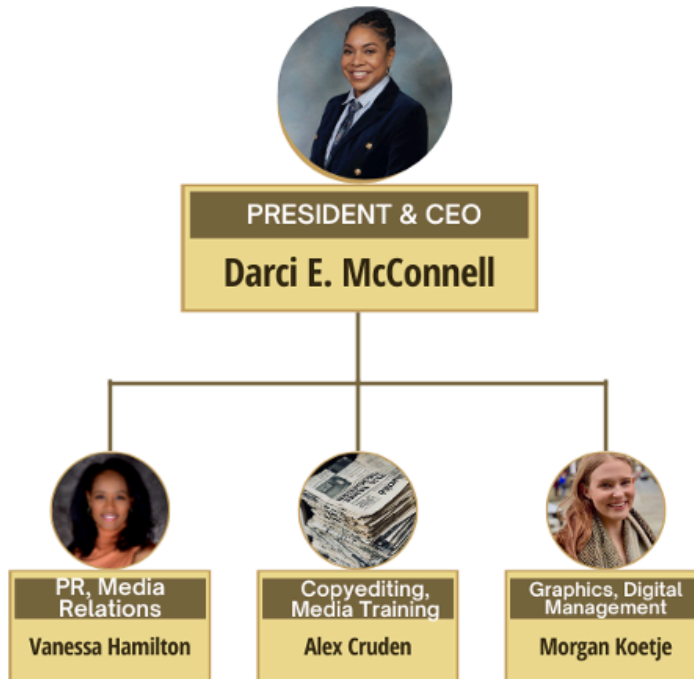 PRESIDENT & CEO
Darci E. McConnell
PR, Media
Relations
Vanessa Hamilton
Copyediting,
Media Training
Alex Cruden
Graphics, Digital
Management
Morgan Koetje